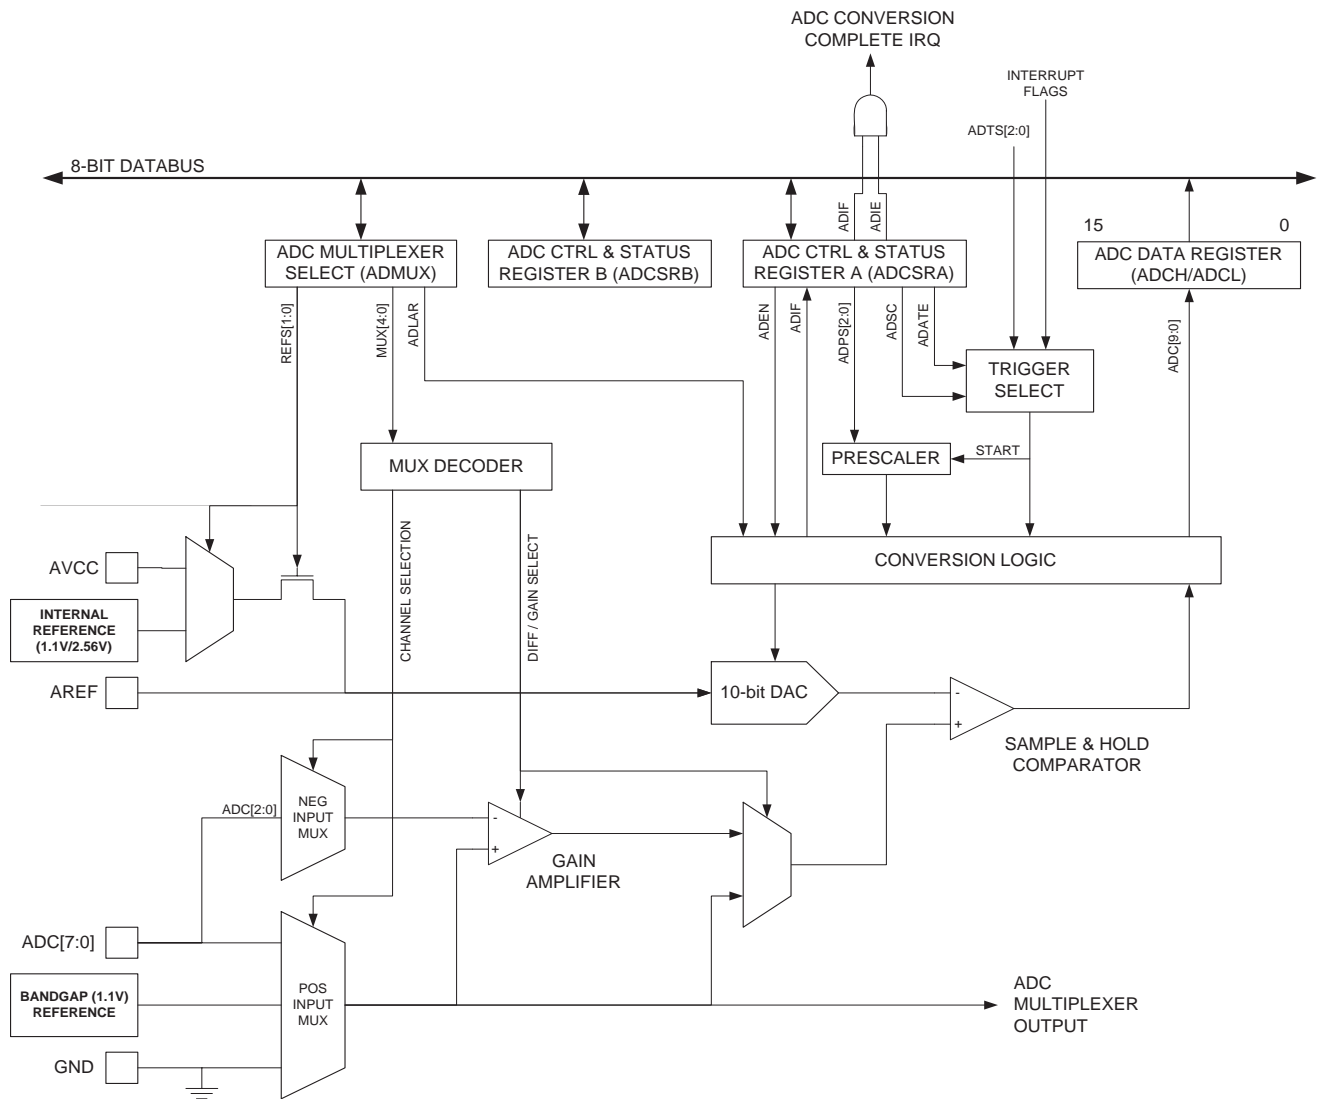 ADC CONVERSION
COMPLETE IRQ
INTERRUPT
FLAGS
ADTS[2:0]
8-BIT DATABUS
ADIF
ADIE
15
0
ADC MULTIPLEXER
SELECT (ADMUX)
ADC CTRL & STATUS
REGISTER B (ADCSRB)
ADC CTRL & STATUS
REGISTER A (ADCSRA)
ADC DATA REGISTER
(ADCH/ADCL)
REFS[1:0]
MUX[4:0]
ADLAR
ADEN
ADIF
ADPS[2:0]
ADSC
ADATE
ADC[9:0]
TRIGGER
SELECT
MUX DECODER
PRESCALER
START
AVCC
CHANNEL SELECTION
DIFF / GAIN SELECT
CONVERSION LOGIC
INTERNAL
REFERENCE
(1.1V/2.56V)
AREF
10-bit DAC
-
+
SAMPLE & HOLD
COMPARATOR
ADC[2:0]
NEG
INPUT
MUX
-
+
GAIN
AMPLIFIER
ADC[7:0]
BANDGAP (1.1V)
REFERENCE
POS
INPUT
MUX
ADC
MULTIPLEXER
OUTPUT
GND